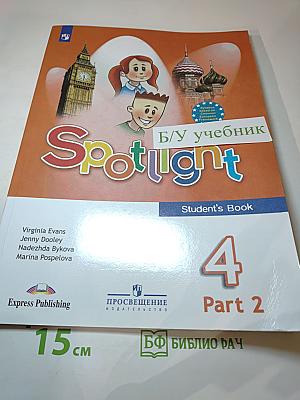 Б/У учебник
Spotlight
Student's Book
Virginia Evans
Jenny Dooley
Nadezhda Bykova
Marina Pospelova
4
Part 2
Express Publishing
ПРОСВЕЩЕНИЕ
ИЗДАТЕЛЬСТВО
15 см
БФ БИБЛИО